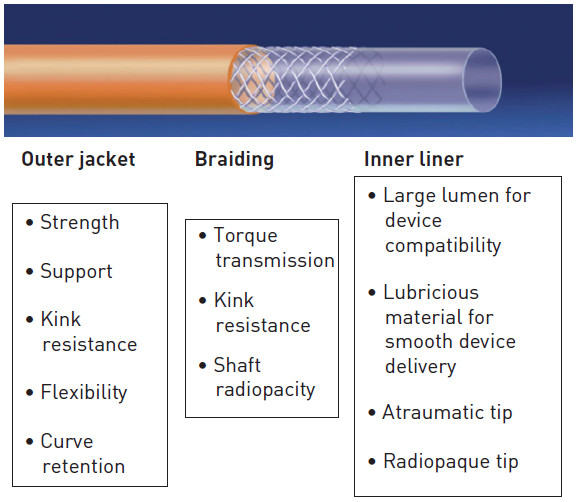 Outer jacket
• Strength
• Support
• Kink
resistance
• Flexibility
• Curve
retention
Braiding
• Torque
transmission
• Kink
resistance
• Shaft
radiopacity
Inner liner
• Large lumen for
device
compatibility
• Lubricious
material for
smooth device
delivery
• Atraumatic tip
• Radiopaque tip